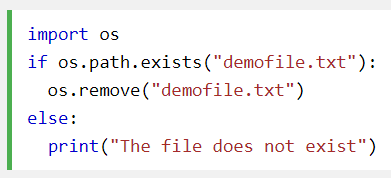 import os
if os.path.exists("demofile.txt"):
  os.remove("demofile.txt")
else:
  print("The file does not exist")